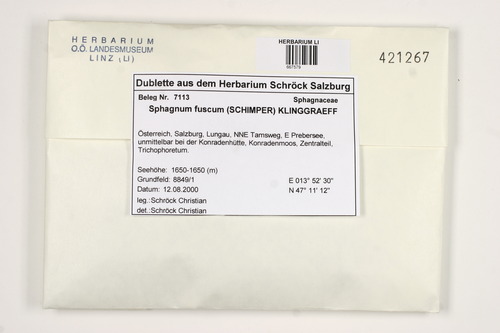 HERBARIUM
O.Ö. LANDESMUSEUM
LINZ (LI)
HERBARIUM LI
421267
Dublette aus dem Herbarium Schröck Salzburg
Beleg Nr. 7113 Sphagnaceae
Sphagnum fuscum (SCHIMPER) KLINGGRAEFF
Österreich, Salzburg, Lungau, NNE Tamsweg, E Prebersee,
unmittelbar bei der Konradenhütte, Konradenmoos, Zentralteil,
Trichophoretum.
Seehöhe: 1650-1650 (m)
Grundfeld: 8849/1 E 013° 52' 30"
Datum: 12.08.2000 N 47° 11' 12"
leg.:Schröck Christian
det.:Schröck Christian